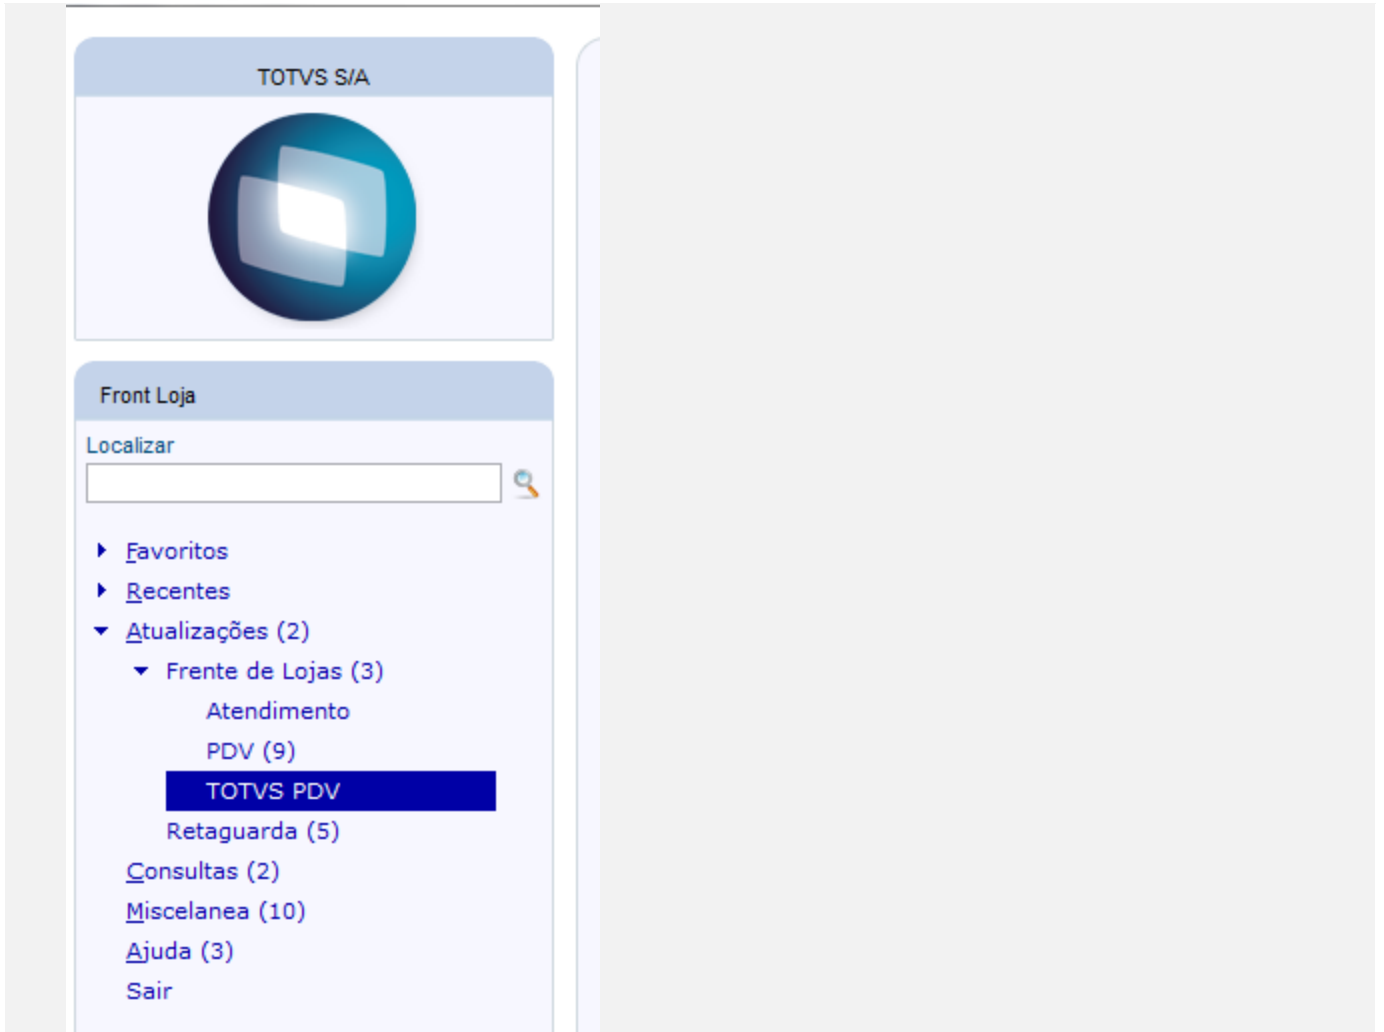 TOTVS S/A
Front Loja
Localizar
Favoritos
Recentes
Atualizações (2)
Frente de Lojas (3)
Atendimento
PDV (9)
TOTVS PDV
Retaguarda (5)
Consultas (2)
Miscelanea (10)
Ajuda (3)
Sair